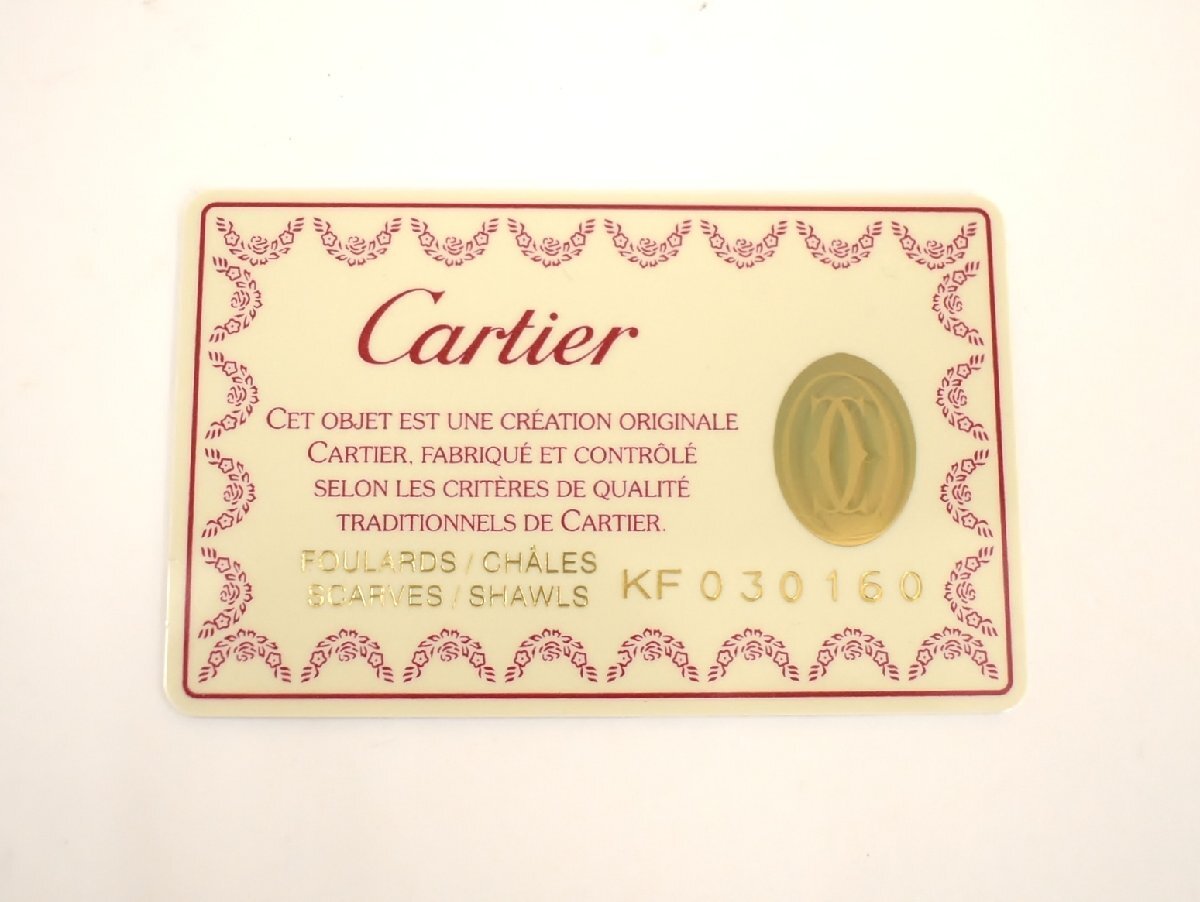 Cartier
CET OBJET EST UNE CRÉATION ORIGINALE
CARTIER, FABRIQUÉ ET CONTRÔLÉ
SELON LES CRITÈRES DE QUALITÉ
TRADITIONNELS DE CARTIER.
FOULARDS / CHÂLES
SCARVES / SHAWLS
KF 030160